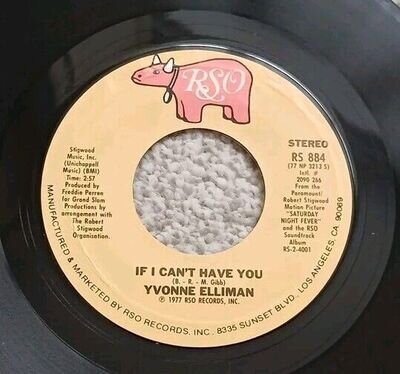 RSO
STEREO
RS 884
(77 NP 3213 S)
Intl. #
2090 266
From the
Paramount/
Robert Stigwood
Motion Picture
"SATURDAY
NIGHT FEVER"
and the RSO
Soundtrack
Album
RS-2-4001
Stigwood
Music, Inc.
(Unichappell
Music) (BMI)
Time: 2:57
Produced by
Freddie Perren
for Grand Slam
Productions by
arrangement with
The Robert
Stigwood
Organisation.
IF I CAN'T HAVE YOU
(B. - R. - M. Gibb)
YVONNE ELLIMAN
℗ 1977 RSO RECORDS, INC.
MANUFACTURED & MARKETED BY RSO RECORDS, INC., 8335 SUNSET BLVD., LOS ANGELES, CA. 90069